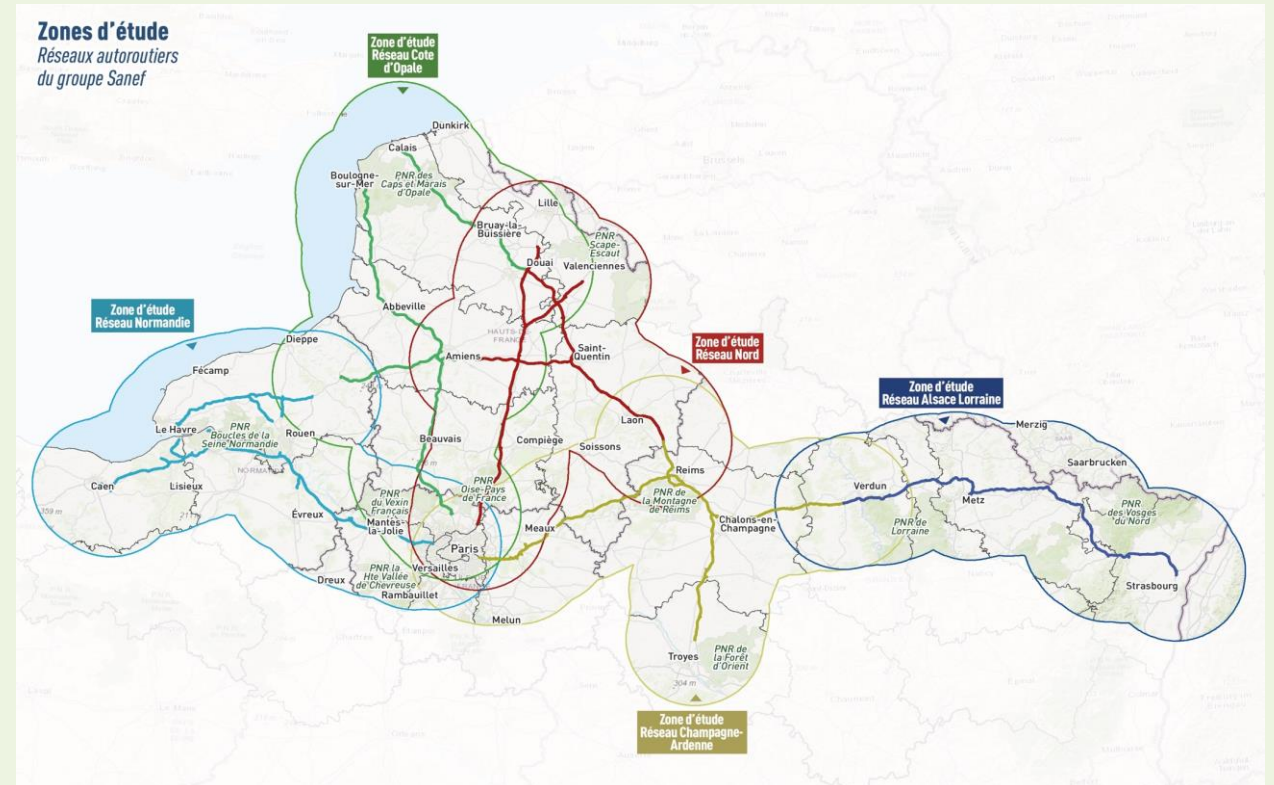 Zones d'étude
Réseaux autoroutiers
du groupe Sanef
Zone d'étude
Réseau Cote
d'Opale
Dunkirk
Calais
Boulogne-
sur-Mer
PNR des
Caps et Marais
d'Opale
Lille
Bruay-la-
Buissière
PNR
Scape-
Escaut
Douai
Valenciennes
Zone d'étude
Réseau Normandie
Abbeville
HAUTS-DE-
FRANCE
Dieppe
Amiens
Saint-
Quentin
Zone d'étude
Réseau Nord
Fécamp
Zone d'étude
Réseau Alsace Lorraine
Le Havre
PNR
Boucles de la
Seine Normandie
Rouen
Beauvais
Compiège
Laon
Soissons
Merzig
Saarbrucken
Caen
Lisieux
Évreux
PNR
du Vexin
Français
PNR
Oise-Pays
de France
Reims
PNR de
la Montagne
de Reims
Verdun
Metz
PNR
des Vosges
du Nord
Mantes-
la-Jolie
Meaux
Chalons-en-
Champagne
PNR de
Lorraine
Paris
Versailles
Dreux
PNR la
Hte Vallée
de Chevreuse
Rambauillet
Melun
Strasbourg
Troyes
PNR de
la Forêt
d'Orient
304 m
Zone d'étude
Réseau Champagne-
Ardenne